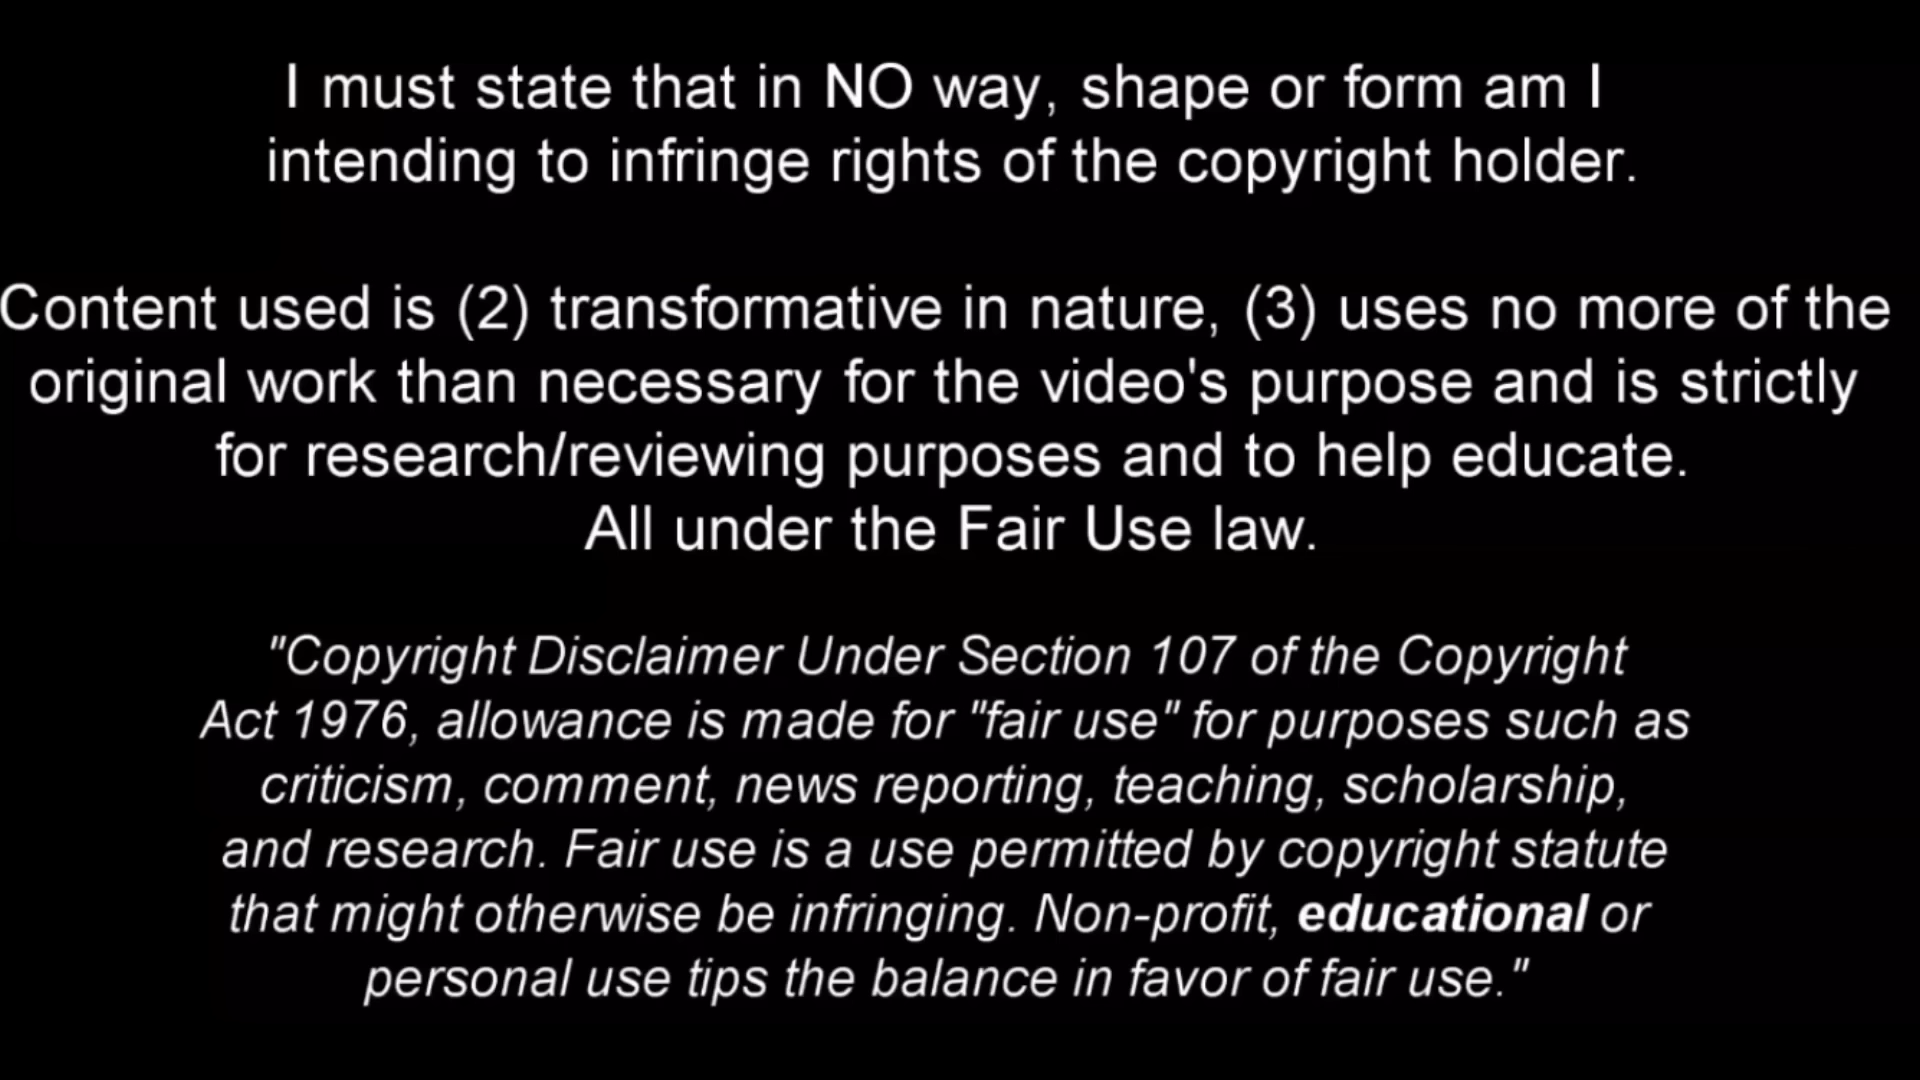 I must state that in NO way, shape or form am I
intending to infringe rights of the copyright holder.
Content used is (2) transformative in nature, (3) uses no more of the
original work than necessary for the video's purpose and is strictly
for research/reviewing purposes and to help educate.
All under the Fair Use law.
"Copyright Disclaimer Under Section 107 of the Copyright
Act 1976, allowance is made for "fair use" for purposes such as
criticism, comment, news reporting, teaching, scholarship,
and research. Fair use is a use permitted by copyright statute
that might otherwise be infringing. Non-profit, educational or
personal use tips the balance in favor of fair use."